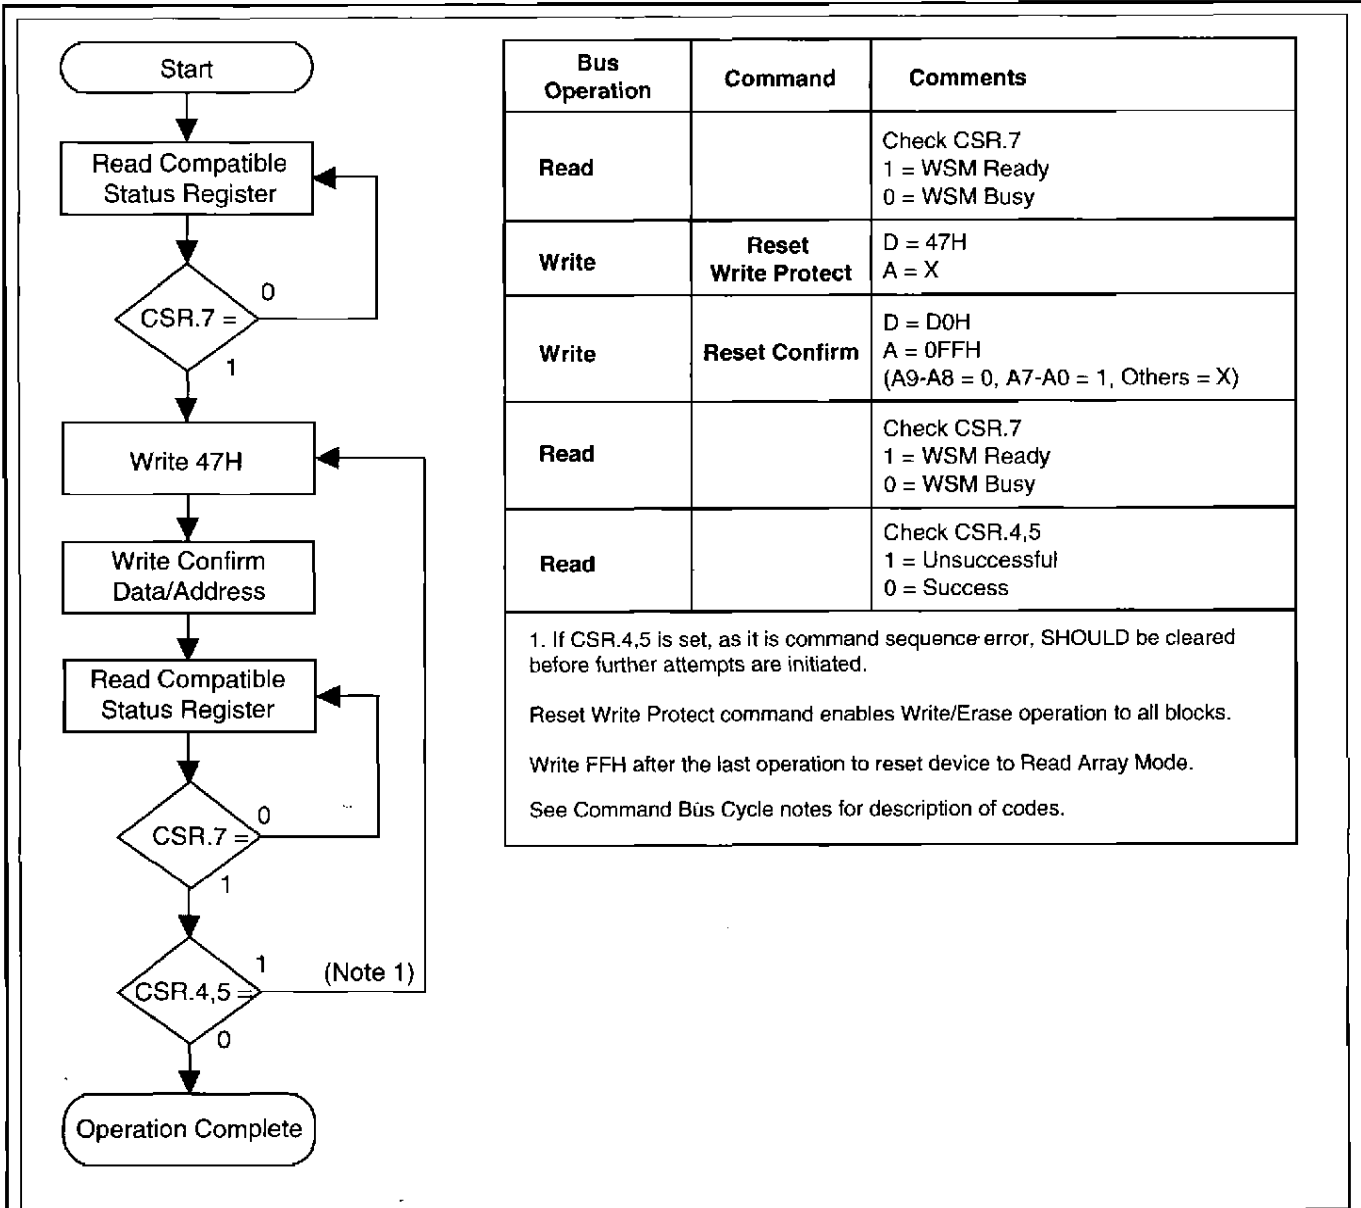 Start
Read Compatible
Status Register
CSR.7 =
0
1
Write 47H
Write Confirm
Data/Address
Read Compatible
Status Register
CSR.7 =
0
1
CSR.4,5 =
1
(Note 1)
0
Operation Complete
Bus
Operation
Command
Comments
Read
Check CSR.7
1 = WSM Ready
0 = WSM Busy
Write
Reset
Write Protect
D = 47H
A = X
Write
Reset Confirm
D = D0H
A = 0FFH
(A9-A8 = 0, A7-A0 = 1, Others = X)
Read
Check CSR.7
1 = WSM Ready
0 = WSM Busy
Read
Check CSR.4,5
1 = Unsuccessful
0 = Success
1. If CSR.4,5 is set, as it is command sequence error, SHOULD be cleared
before further attempts are initiated.
Reset Write Protect command enables Write/Erase operation to all blocks.
Write FFH after the last operation to reset device to Read Array Mode.
See Command Bus Cycle notes for description of codes.